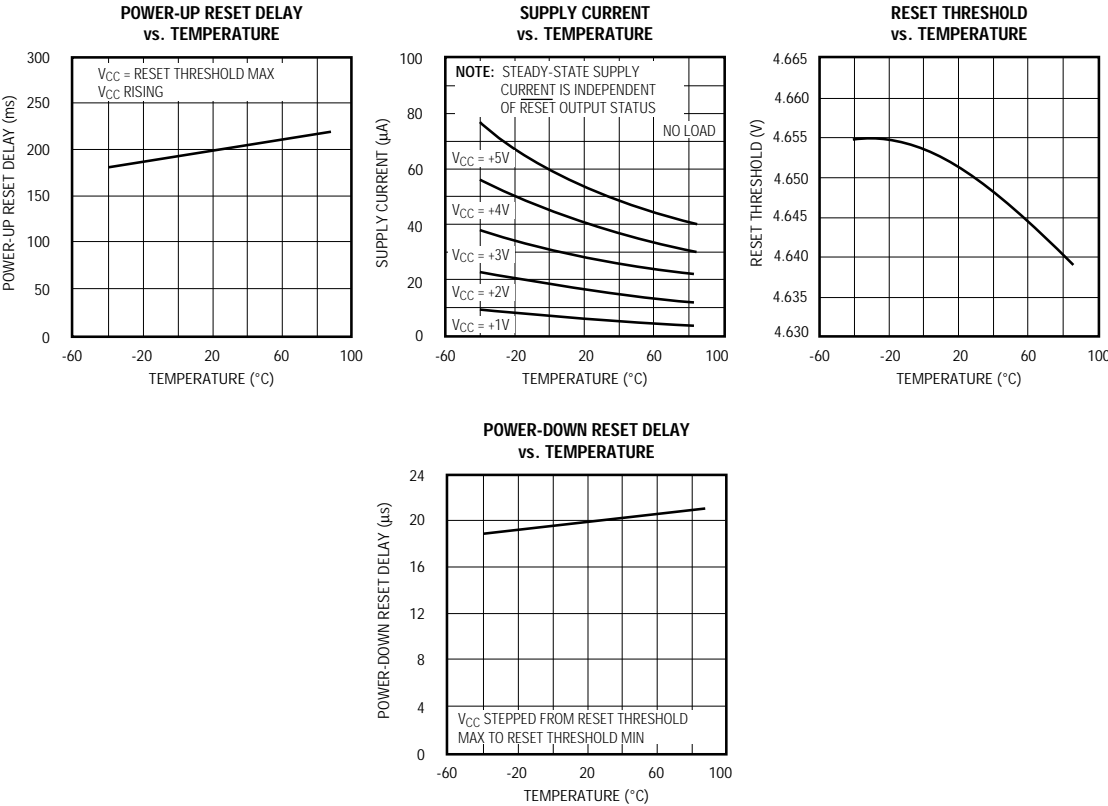 POWER-UP RESET DELAY
vs. TEMPERATURE
300
250
200
150
100
50
0
POWER-UP RESET DELAY (ms)
VCC = RESET THRESHOLD MAX
VCC RISING
-60 -20 20 60 100
TEMPERATURE (°C)
SUPPLY CURRENT
vs. TEMPERATURE
100
80
60
40
20
0
SUPPLY CURRENT (µA)
NOTE: STEADY-STATE SUPPLY
CURRENT IS INDEPENDENT
OF RESET OUTPUT STATUS
NO LOAD
VCC = +5V
VCC = +4V
VCC = +3V
VCC = +2V
VCC = +1V
-60 -20 20 60 100
TEMPERATURE (°C)
RESET THRESHOLD
vs. TEMPERATURE
4.665
4.660
4.655
4.650
4.645
4.640
4.635
4.630
RESET THRESHOLD (V)
-60 -20 20 60 100
TEMPERATURE (°C)
POWER-DOWN RESET DELAY
vs. TEMPERATURE
24
20
16
12
8
4
0
POWER-DOWN RESET DELAY (µs)
VCC STEPPED FROM RESET THRESHOLD
MAX TO RESET THRESHOLD MIN
-60 -20 20 60 100
TEMPERATURE (°C)